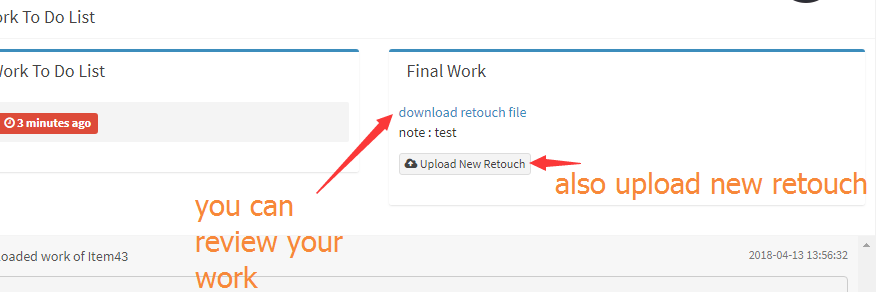 ork To Do List
Work To Do List
Final Work
3 minutes ago
download retouch file
note : test
Upload New Retouch
also upload new retouch
you can
review your
work
loaded work of Item43
2018-04-13 13:56:32